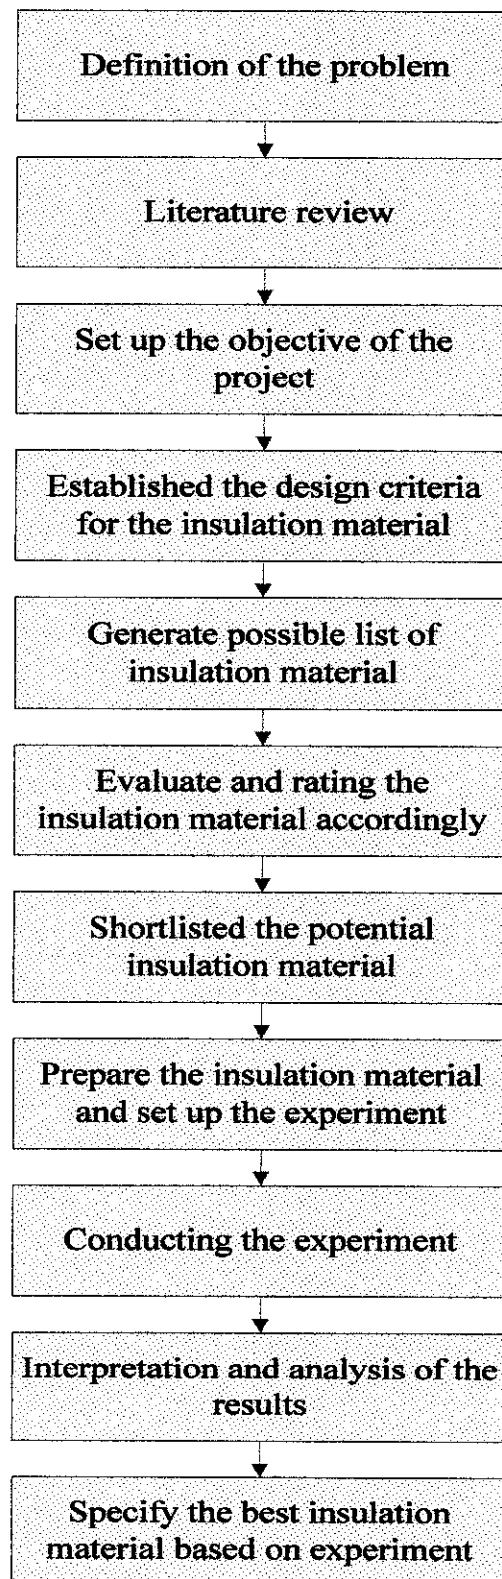 Definition of the problem
Literature review
Set up the objective of the
project
Established the design criteria
for the insulation material
Generate possible list of
insulation material
Evaluate and rating the
insulation material accordingly
Shortlisted the potential
insulation material
Prepare the insulation material
and set up the experiment
Conducting the experiment
Interpretation and analysis of the
results
Specify the best insulation
material based on experiment